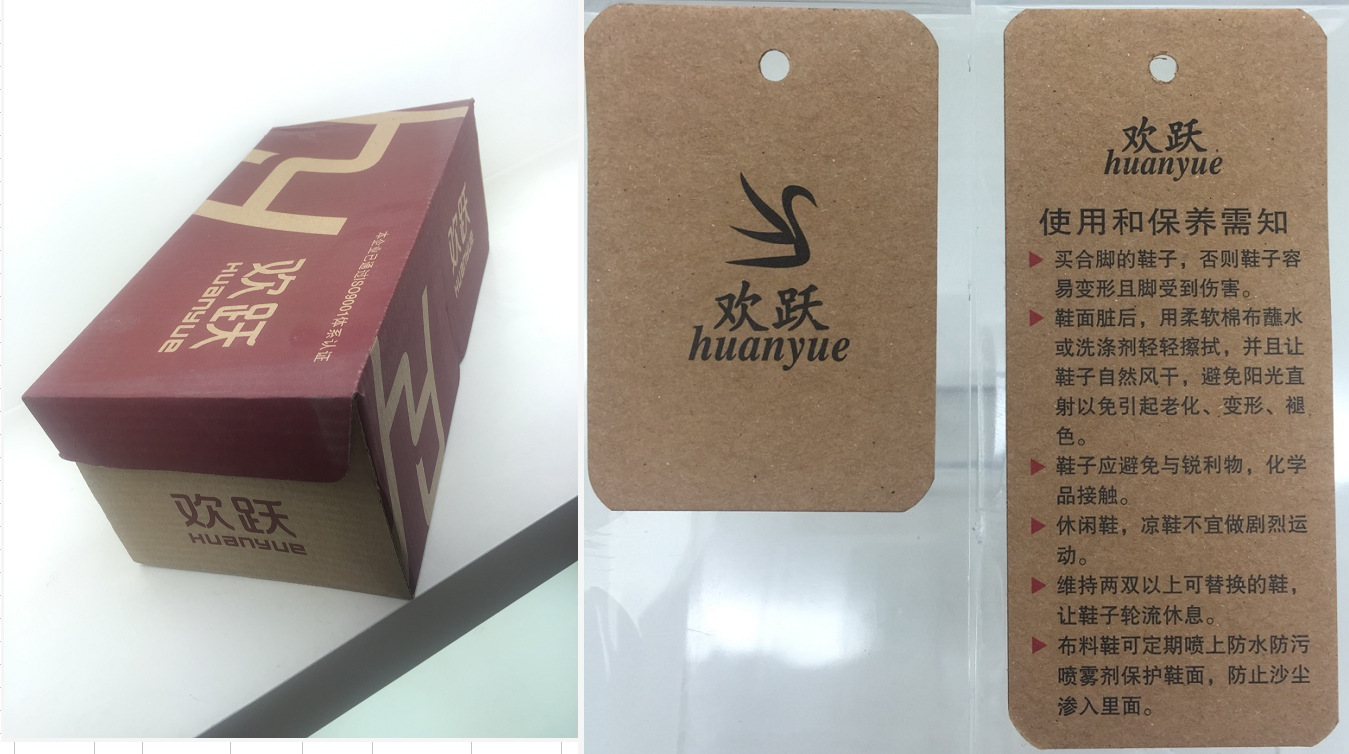 欢跃
Huanyue
本企业已通过ISO9001体系认证
欢跃
Huanyue
欢跃
Huanyue
欢跃
huanyue
欢跃
huanyue
使用和保养需知
买合脚的鞋子，否则鞋子容
易变形且脚受到伤害。
鞋面脏后，用柔软棉布蘸水
或洗涤剂轻轻擦拭，并且让
鞋子自然风干，避免阳光直
射以免引起老化、变形、褪
色。
鞋子应避免与锐利物，化学
品接触。
休闲鞋，凉鞋不宜做剧烈运
动。
维持两双以上可替换的鞋，
让鞋子轮流休息。
布料鞋可定期喷上防水防污
喷雾剂保护鞋面，防止沙尘
渗入里面。